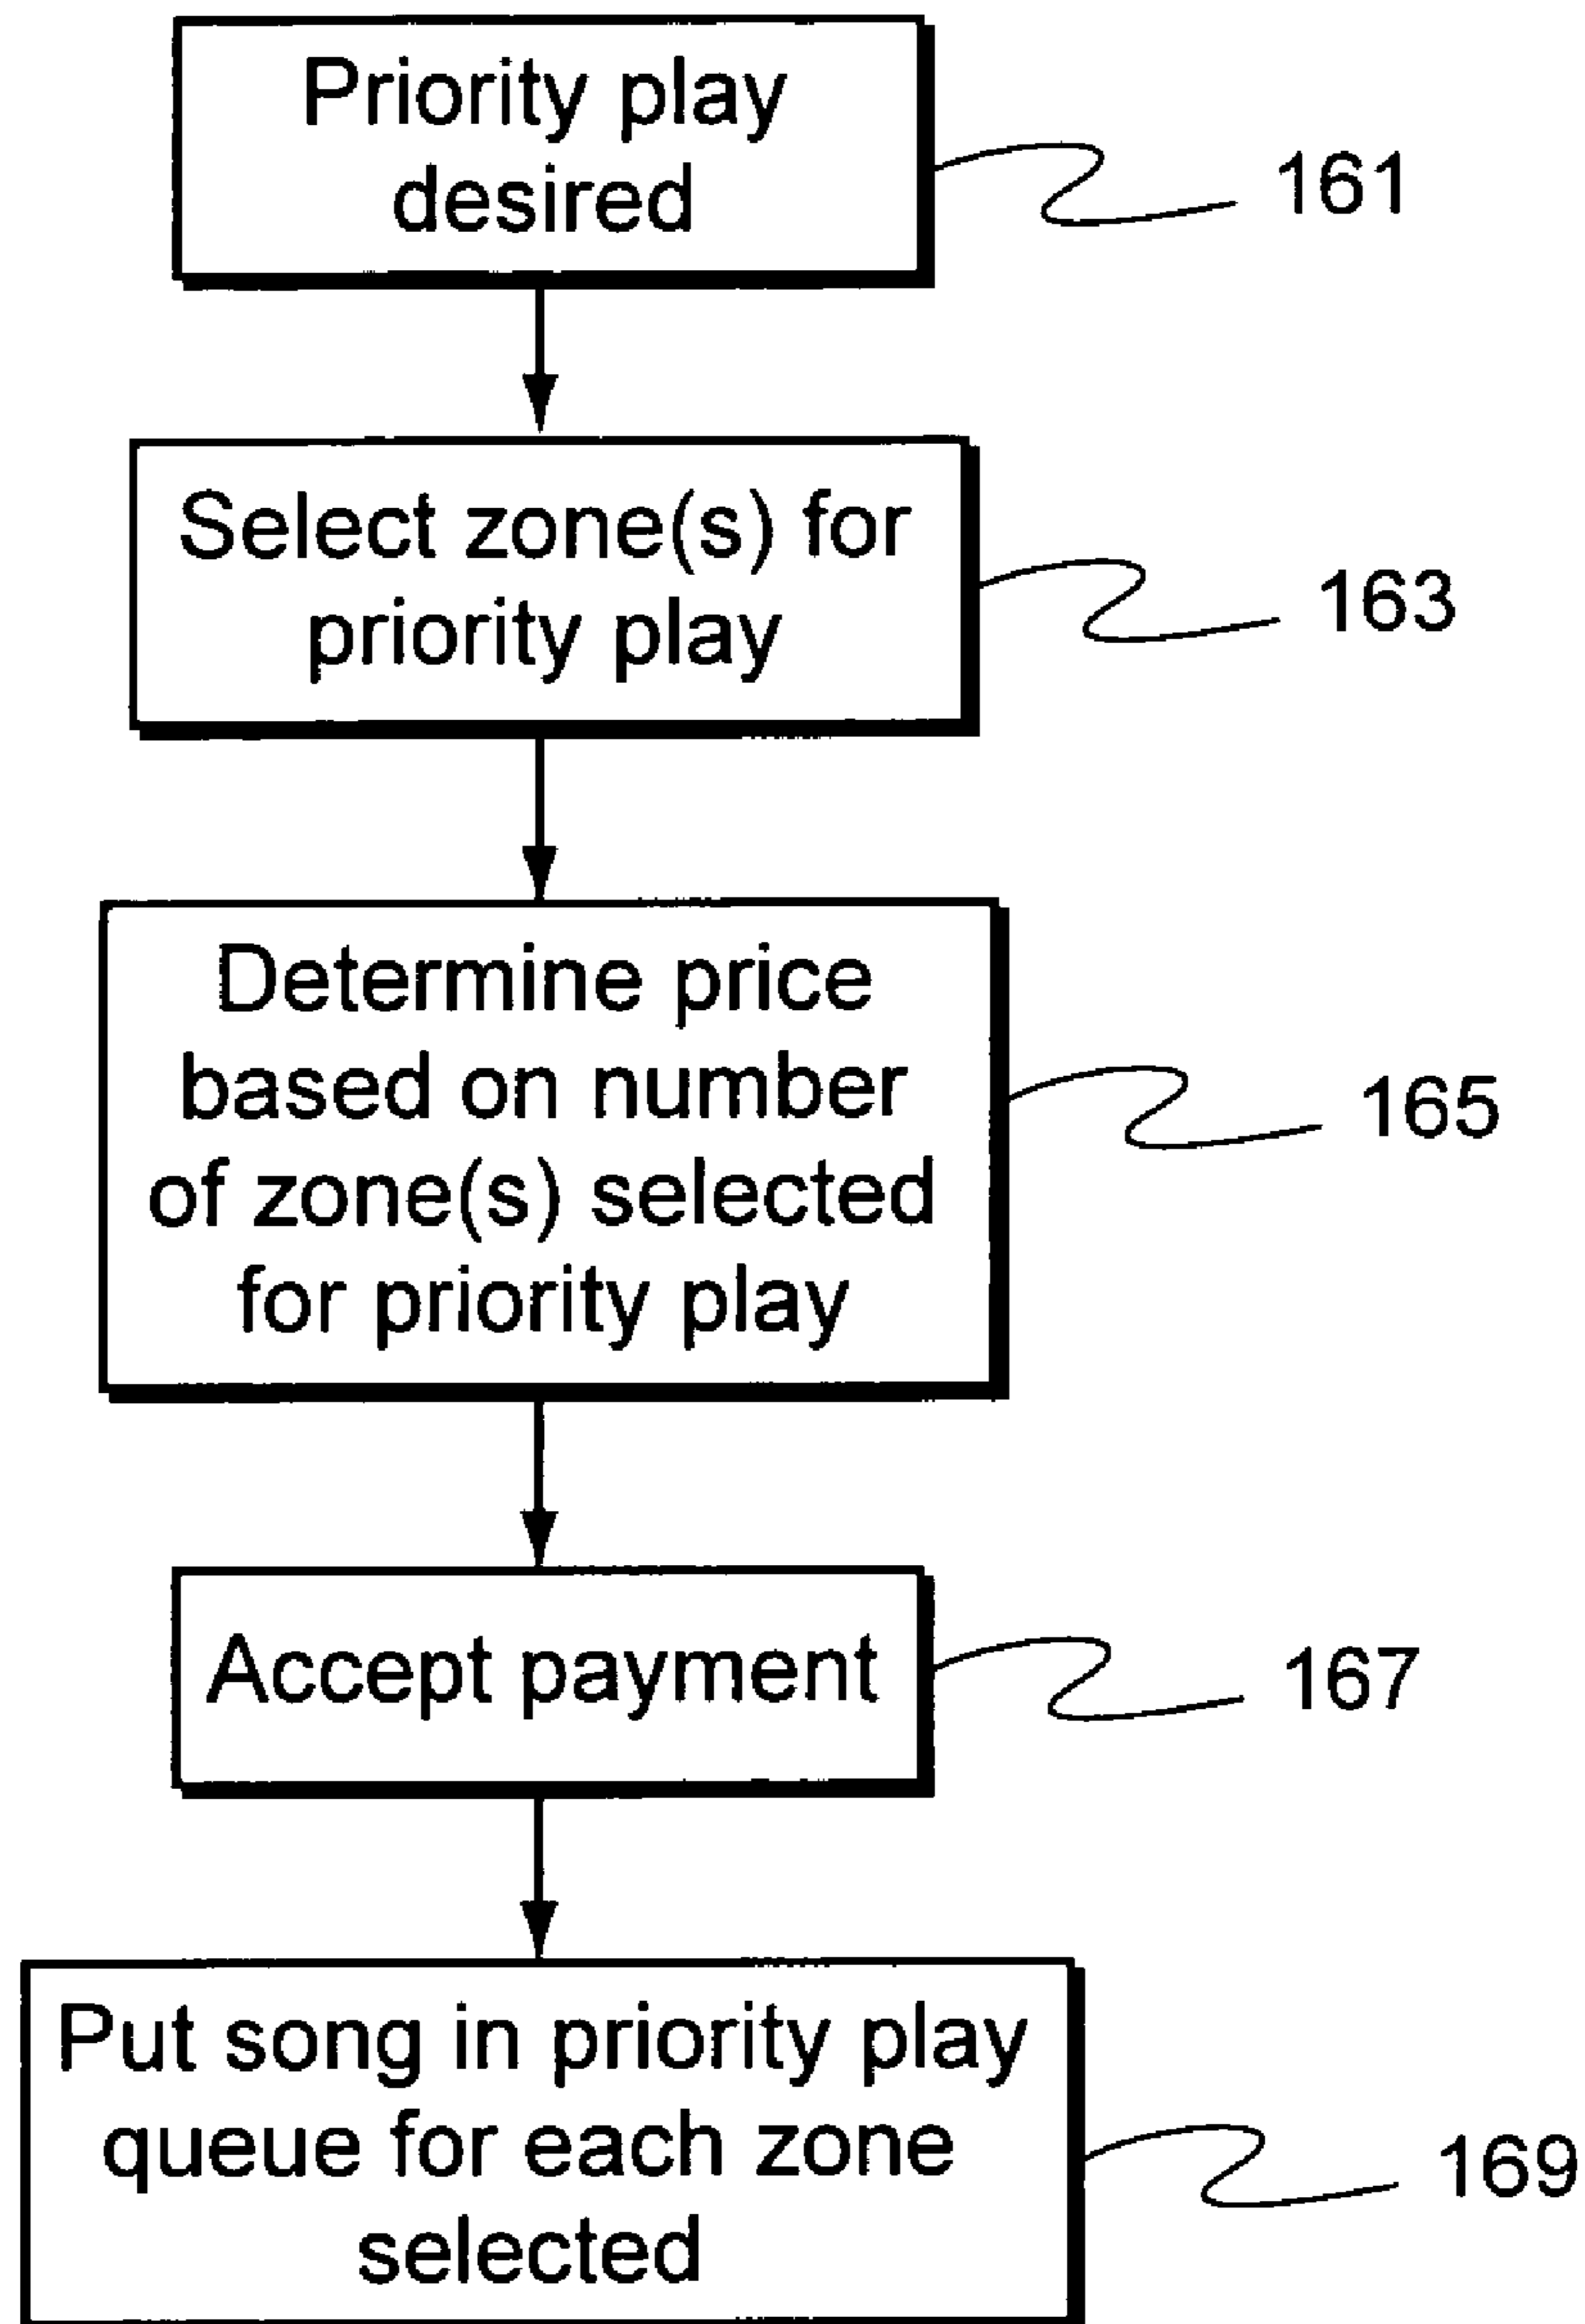 Priority play
desired
161
Select zone(s) for
priority play
163
Determine price
based on number
of zone(s) selected
for priority play
165
Accept payment
167
Put song in priority play
queue for each zone
selected
169